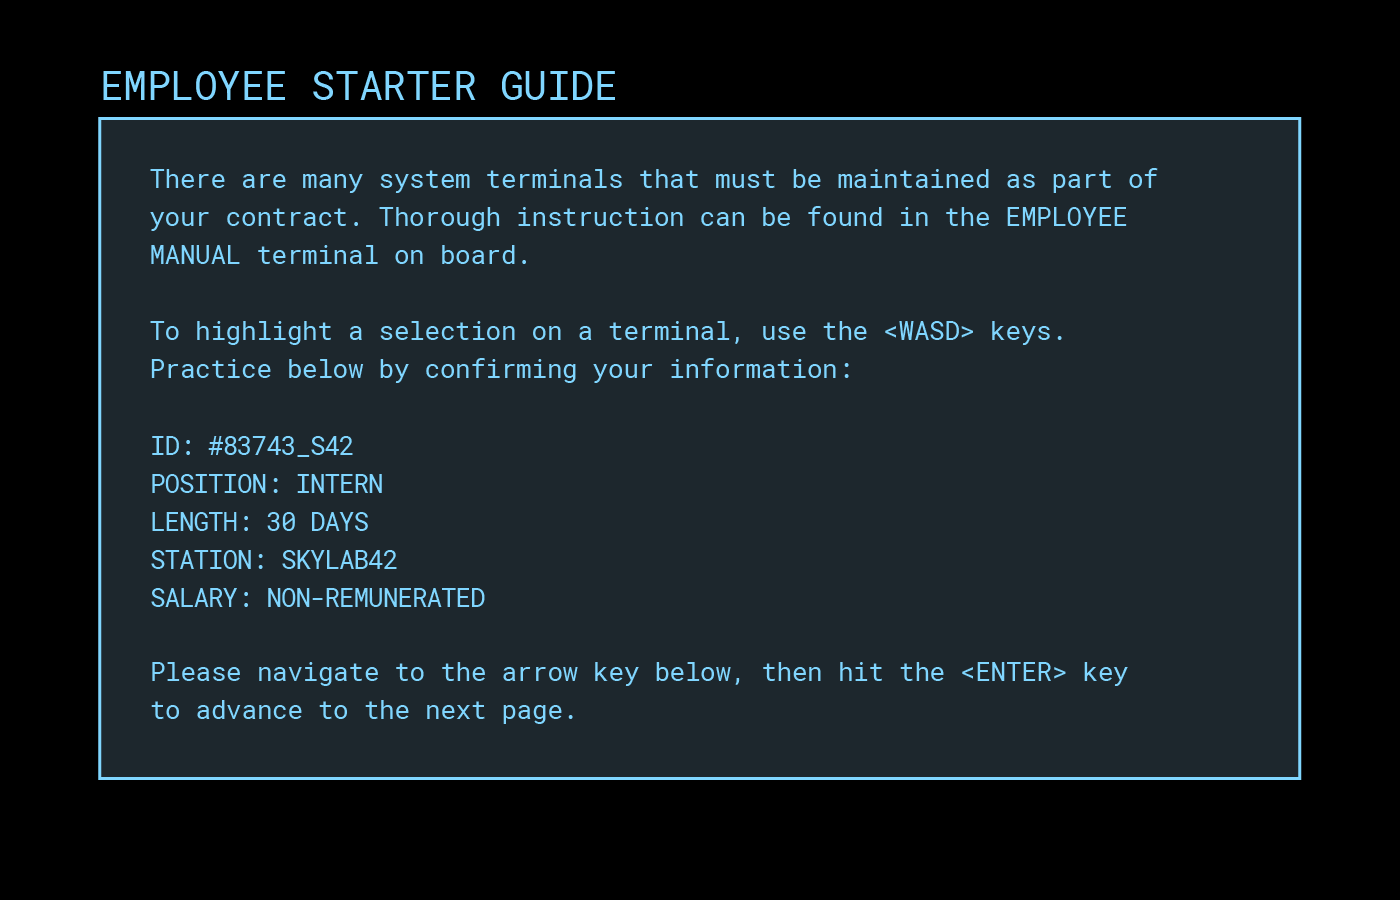 EMPLOYEE STARTER GUIDE
There are many system terminals that must be maintained as part of
your contract. Thorough instruction can be found in the EMPLOYEE
MANUAL terminal on board.
To highlight a selection on a terminal, use the <WASD> keys.
Practice below by confirming your information:
ID: #83743_S42
POSITION: INTERN
LENGTH: 30 DAYS
STATION: SKYLAB42
SALARY: NON-REMUNERATED
Please navigate to the arrow key below, then hit the <ENTER> key
to advance to the next page.